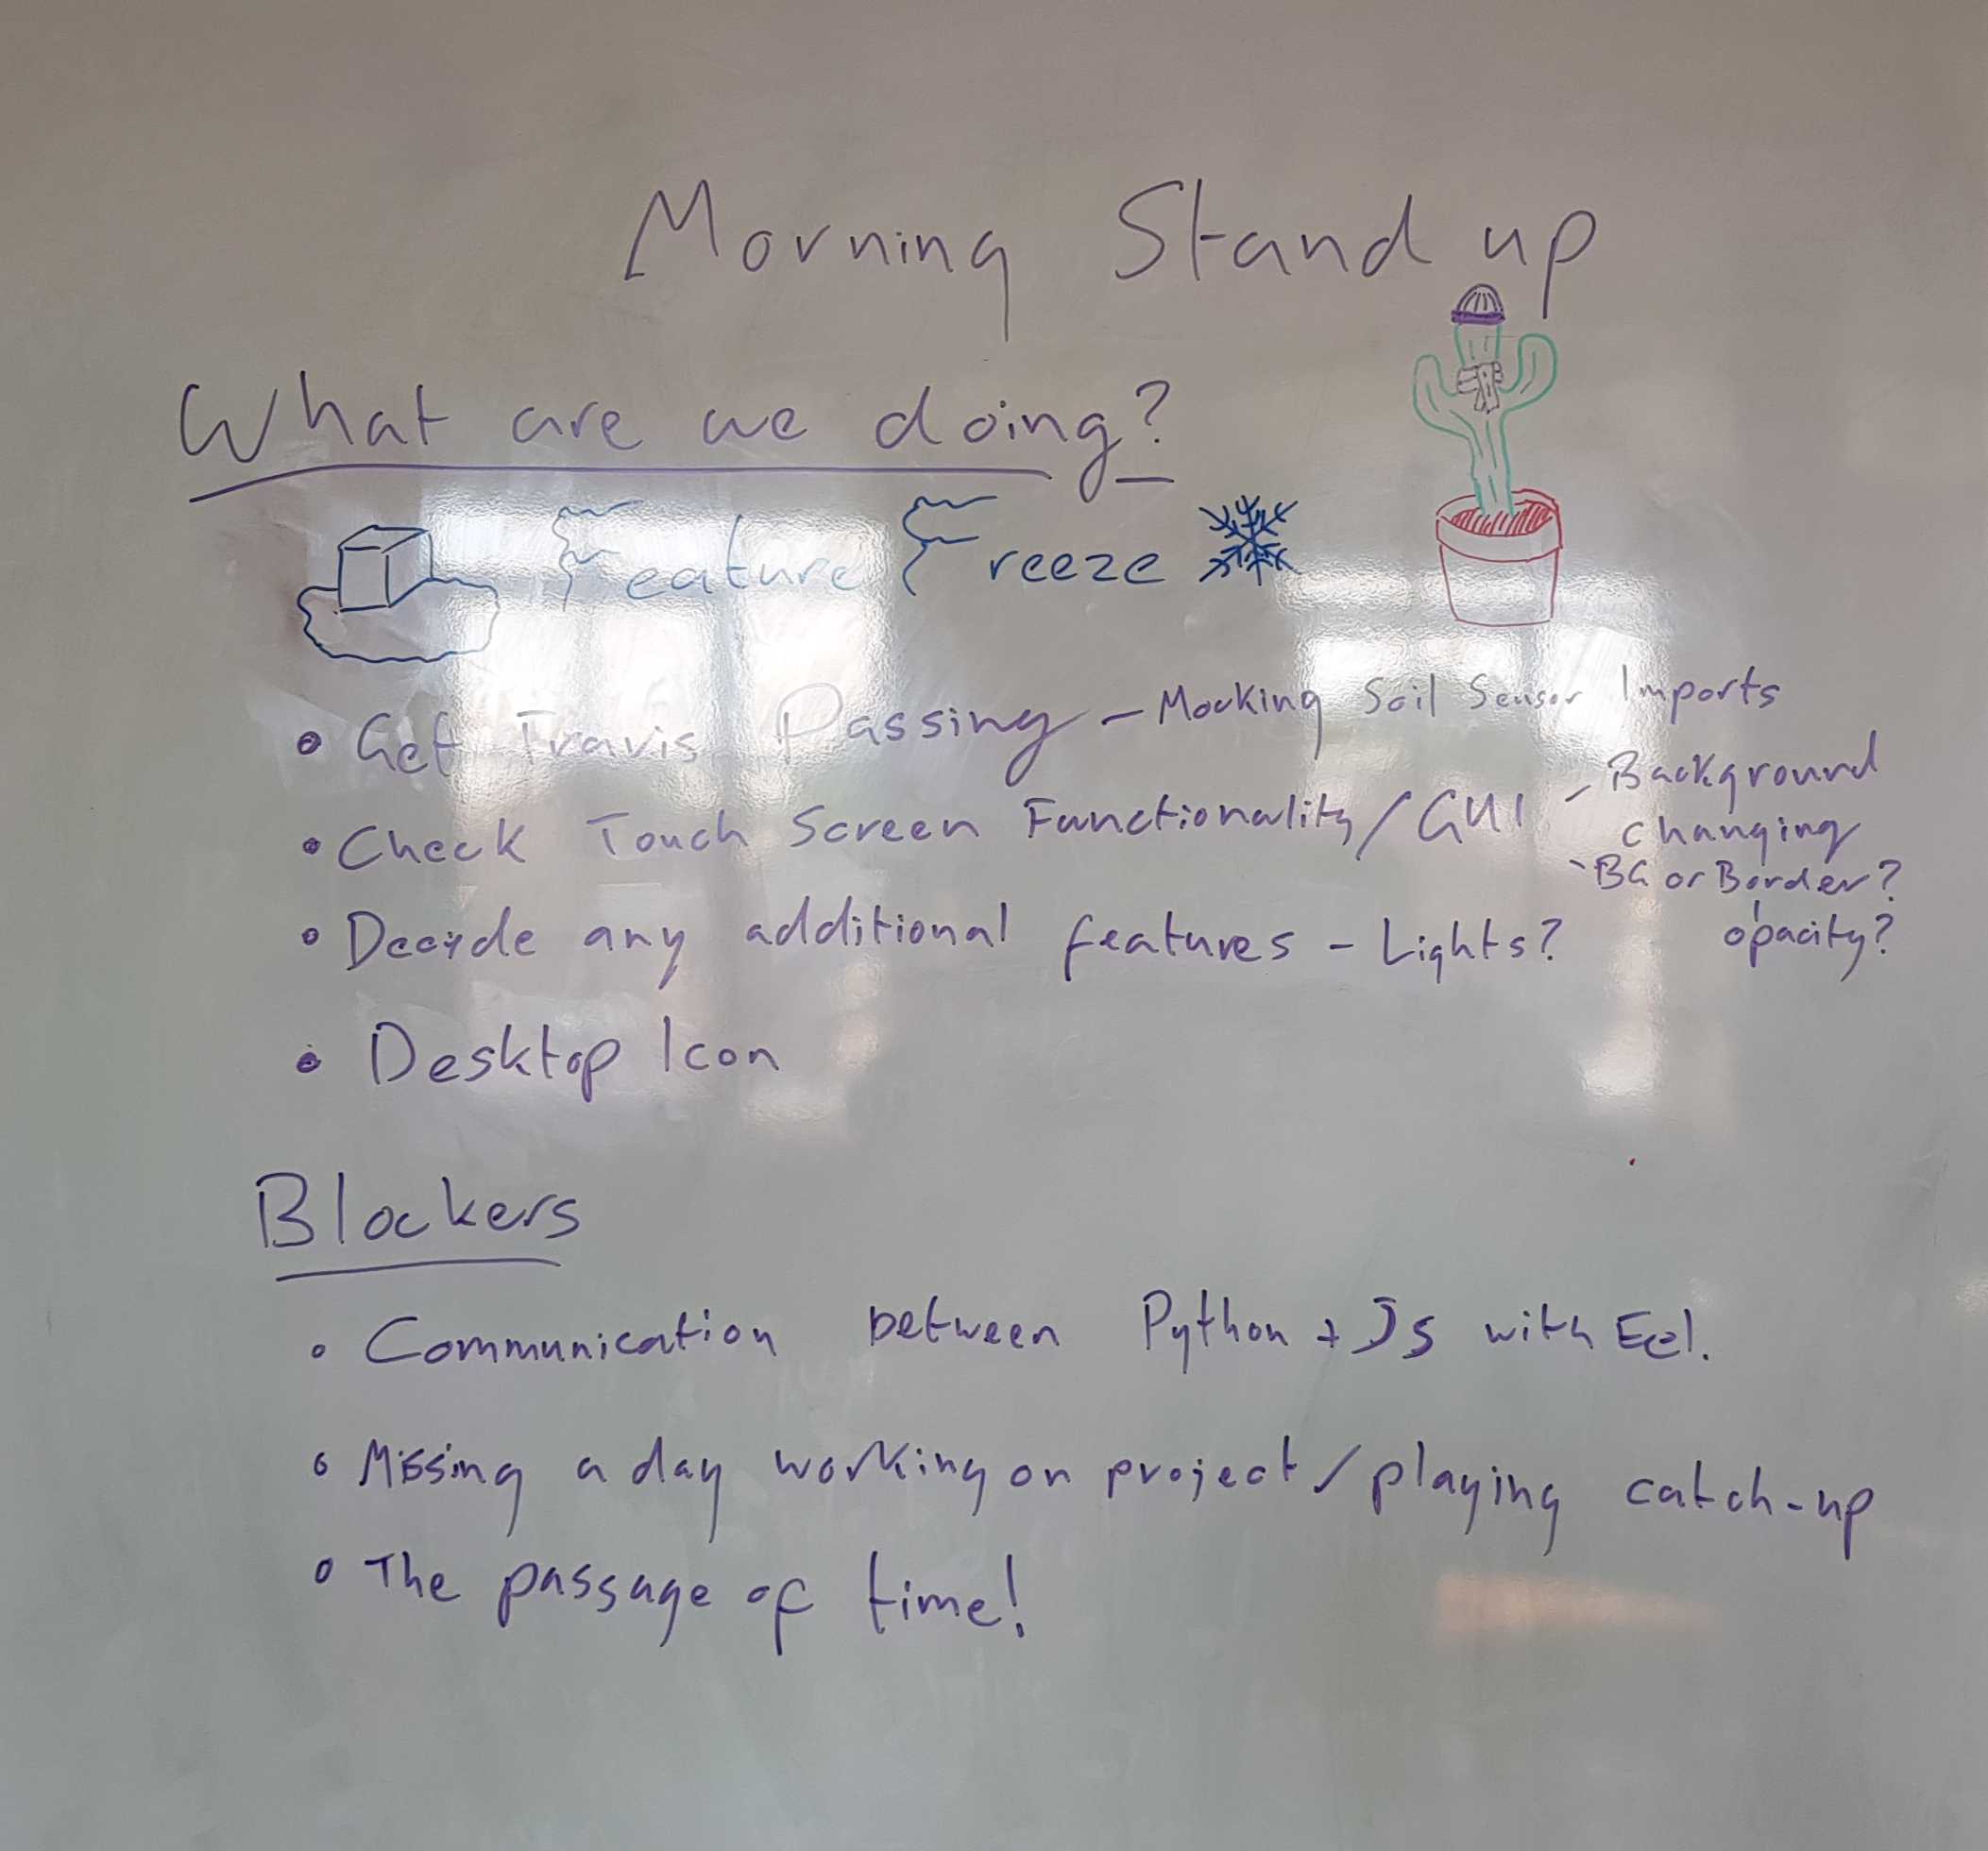 Morning Stand up
What are we doing?
Feature Freeze
• Get Travis Passing - Mocking Soil Sensor Imports
• Check Touch Screen Functionality/GUI - Background
changing
- BG or Border?
opacity?
• Decide any additional features - Lights?
• Desktop Icon
Blockers
• Communication between Python + JS with Eel.
• Missing a day working on project/playing catch-up
• The passage of time!